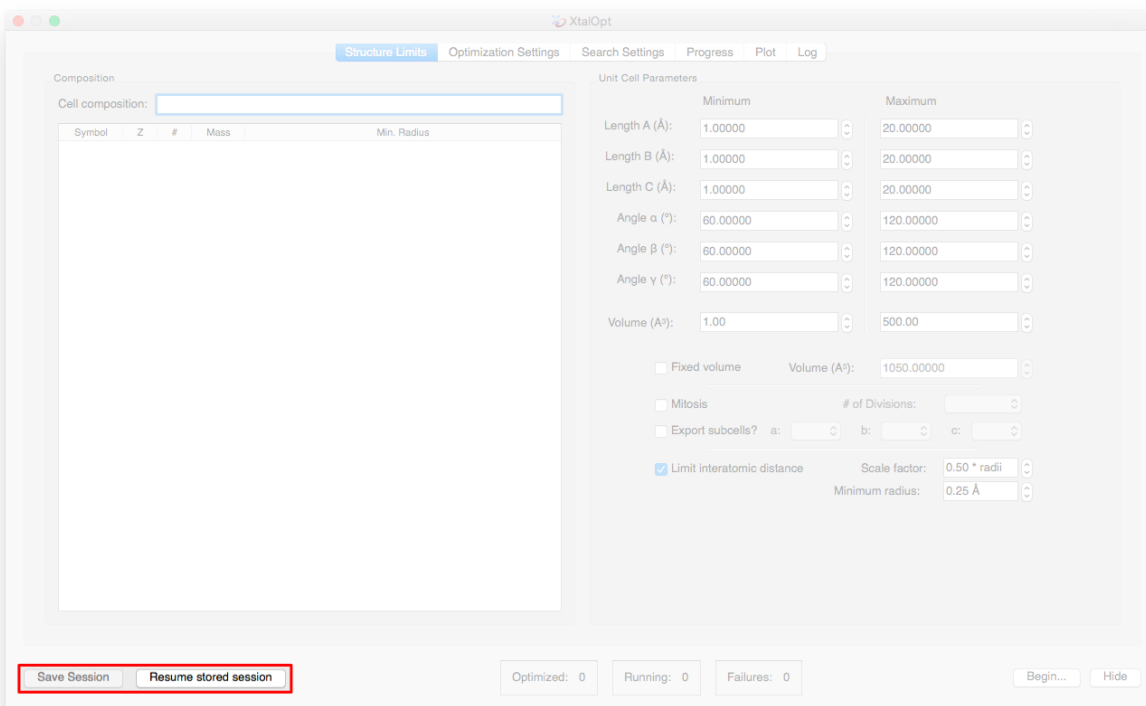 XtalOpt
Structure Limits Optimization Settings Search Settings Progress Plot Log
Composition
Cell composition:
Symbol Z # Mass Min. Radius
Unit Cell Parameters
Minimum Maximum
Length A (Å): 1.00000 20.00000
Length B (Å): 1.00000 20.00000
Length C (Å): 1.00000 20.00000
Angle α (º): 60.00000 120.00000
Angle β (º): 60.00000 120.00000
Angle γ (º): 60.00000 120.00000
Volume (Å³): 1.00 500.00
Fixed volume Volume (Å³): 1050.00000
Mitosis # of Divisions:
Export subcells? a: b: c:
Limit interatomic distance Scale factor: 0.50 * radii
Minimum radius: 0.25 Å
Save Session Resume stored session Optimized: 0 Running: 0 Failures: 0 Begin... Hide